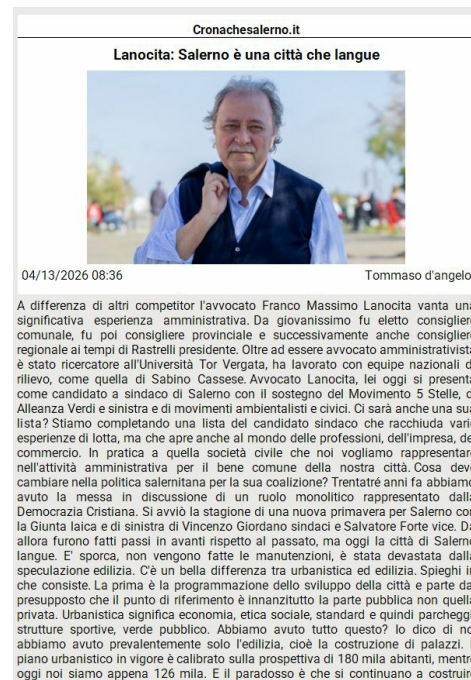 Cronachesalerno.it
Lanocita: Salerno è una città che langue
04/13/2026 08:36 Tommaso d'angelo
A differenza di altri competitor l'avvocato Franco Massimo Lanocita vanta una
significativa esperienza amministrativa. Da giovanissimo fu eletto consigliere
comunale, fu poi consigliere provinciale e successivamente anche consigliere
regionale ai tempi di Rastrelli presidente. Oltre ad essere avvocato amministrativista
è stato ricercatore all'Università Tor Vergata, ha lavorato con equipe nazionali di
rilievo, come quella di Sabino Cassese. Avvocato Lanocita, lei oggi si presenta
come candidato a sindaco di Salerno con il sostegno del Movimento 5 Stelle, di
Alleanza Verdi e sinistra e di movimenti ambientalisti e civici. Ci sarà anche una sua
lista? Stiamo completando una lista del candidato sindaco che racchiuda varie
esperienze di lotta, ma che apre anche al mondo delle professioni, dell'impresa, del
commercio. In pratica a quella società civile che noi vogliamo rappresentare
nell'attività amministrativa per il bene comune della nostra città. Cosa deve
cambiare nella politica salernitana per la sua coalizione? Trentatré anni fa abbiamo
avuto la messa in discussione di un ruolo monolitico rappresentato dalla
Democrazia Cristiana. Si avviò la stagione di una nuova primavera per Salerno con
la Giunta laica e di sinistra di Vincenzo Giordano sindaci e Salvatore Forte vice. Da
allora furono fatti passi in avanti rispetto al passato, ma oggi la città di Salerno
langue. E' sporca, non vengono fatte le manutenzioni, è stata devastata dalla
speculazione edilizia. C'è un bella differenza tra urbanistica ed edilizia. Spieghi in
che consiste. La prima è la programmazione dello sviluppo della città e parte dal
presupposto che il punto di riferimento è innanzitutto la parte pubblica non quella
privata. Urbanistica significa economia, etica sociale, standard e quindi parcheggi,
strutture sportive, verde pubblico. Abbiamo avuto tutto questo? Io dico di no
abbiamo avuto prevalentemente solo l'edilizia, cioè la costruzione di palazzi. Il
piano urbanistico in vigore è calibrato sulla prospettiva di 180 mila abitanti, mentre
oggi noi siamo appena 126 mila. E il paradosso è che si continuano a costruire